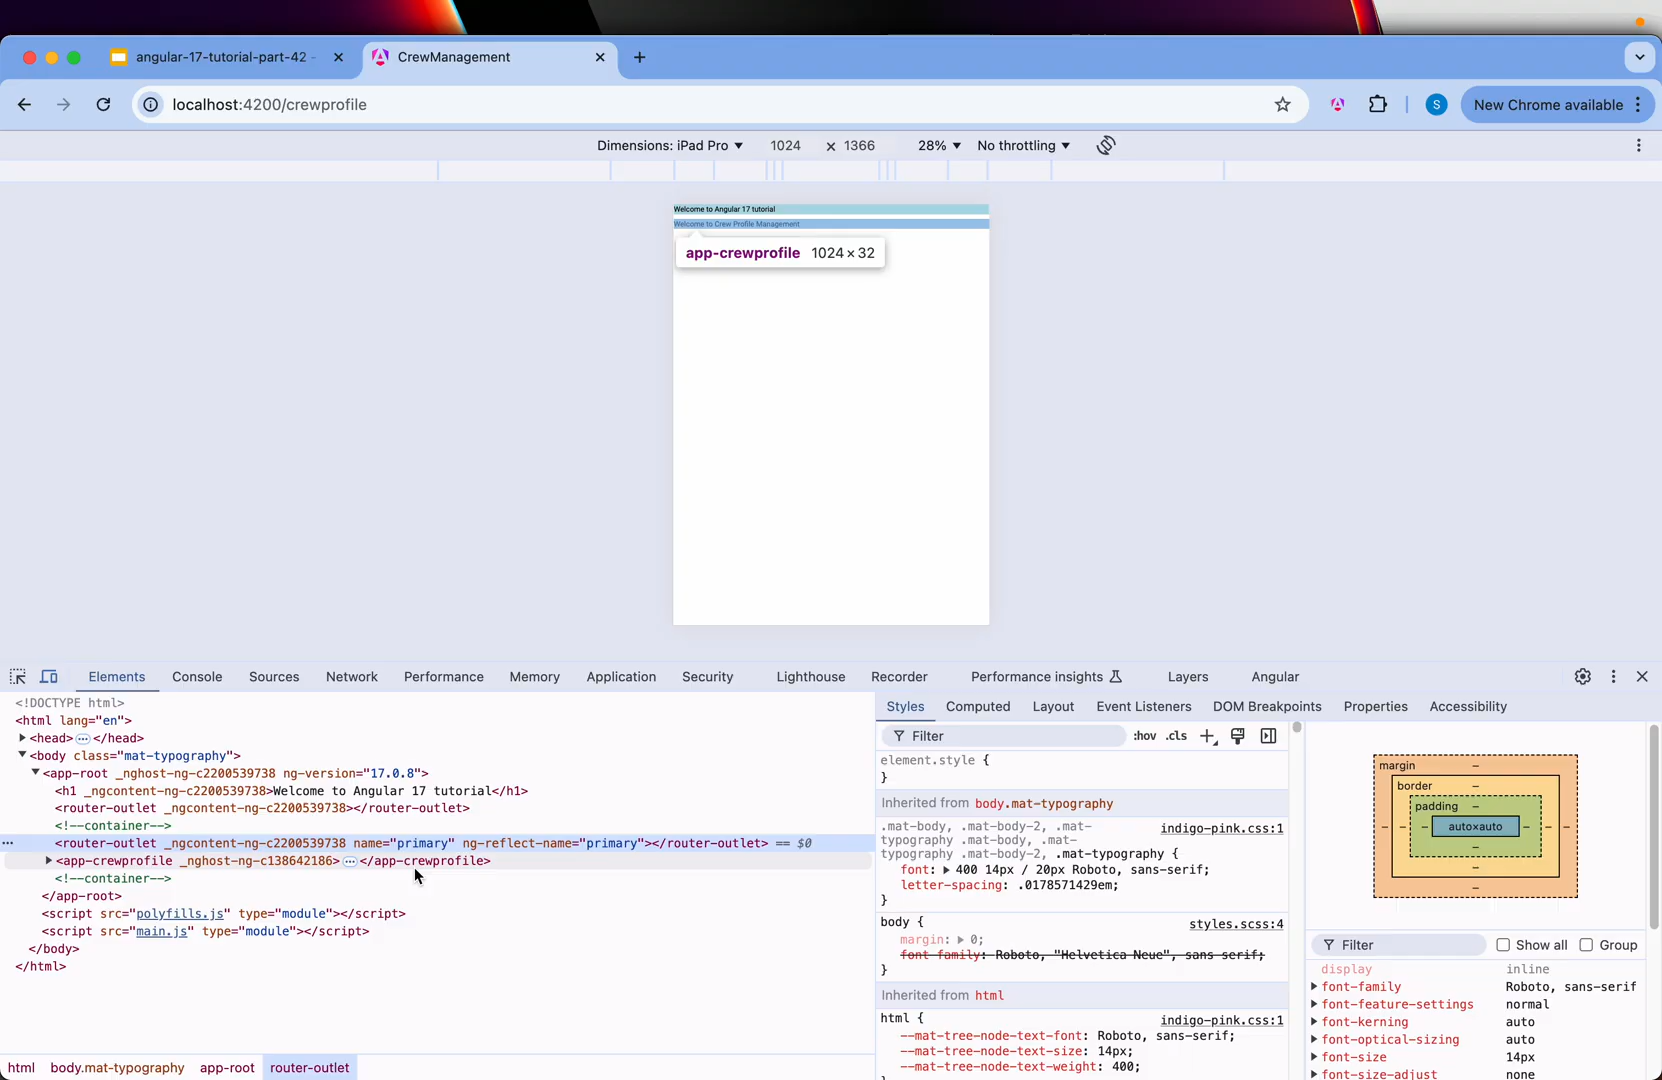 angular-17-tutorial-part-42 -
CrewManagement
localhost:4200/crewprofile
S
New Chrome available
Dimensions: iPad Pro ▼ 1024 × 1366 28% ▼ No throttling ▼
Welcome to Angular 17 tutorial
Welcome to Crew Profile Management
app-crewprofile 1024×32
Elements Console Sources Network Performance Memory Application Security Lighthouse Recorder Performance insights Layers Angular
<!DOCTYPE html>
<html lang="en">
<head>⋯</head>
<body class="mat-typography">
<app-root _nghost-ng-c2200539738 ng-version="17.0.8">
<h1 _ngcontent-ng-c2200539738>Welcome to Angular 17 tutorial</h1>
<router-outlet _ngcontent-ng-c2200539738></router-outlet>
<!--container-->
<router-outlet _ngcontent-ng-c2200539738 name="primary" ng-reflect-name="primary"></router-outlet> == $0
<app-crewprofile _nghost-ng-c138642186>⋯</app-crewprofile>
<!--container-->
</app-root>
<script src="polyfills.js" type="module"></script>
<script src="main.js" type="module"></script>
</body>
</html>
html body.mat-typography app-root router-outlet
Styles Computed Layout Event Listeners DOM Breakpoints Properties Accessibility
Filter :hov .cls
element.style {
}
Inherited from body.mat-typography
.mat-body, .mat-body-2, .mat- indigo-pink.css:1
typography .mat-body, .mat-
typography .mat-body-2, .mat-typography {
font: 400 14px / 20px Roboto, sans-serif;
letter-spacing: .0178571429em;
}
body { styles.scss:4
margin: 0;
font-family: Roboto, "Helvetica Neue", sans-serif;
}
Inherited from html
html { indigo-pink.css:1
--mat-tree-node-text-font: Roboto, sans-serif;
--mat-tree-node-text-size: 14px;
--mat-tree-node-text-weight: 400;
margin –
border –
padding –
– – – auto×auto – – –
–
–
–
Filter Show all Group
display inline
font-family Roboto, sans-serif
font-feature-settings normal
font-kerning auto
font-optical-sizing auto
font-size 14px
font-size-adjust none